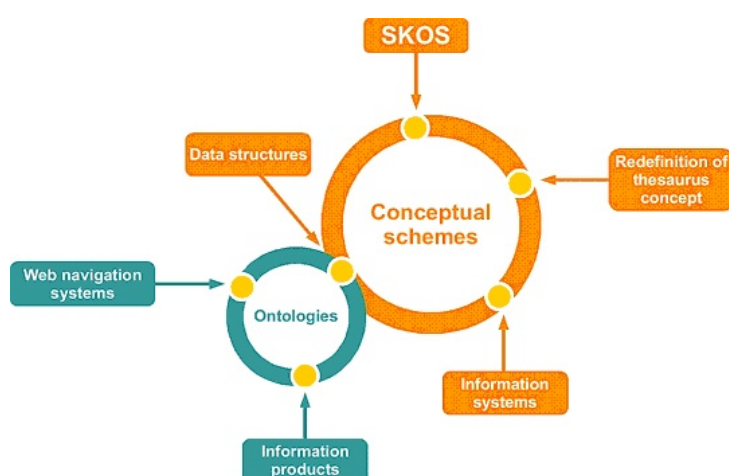 SKOS
Data structures
Redefinition of
thesaurus
concept
Conceptual
schemes
Web navigation
systems
Ontologies
Information
systems
Information
products